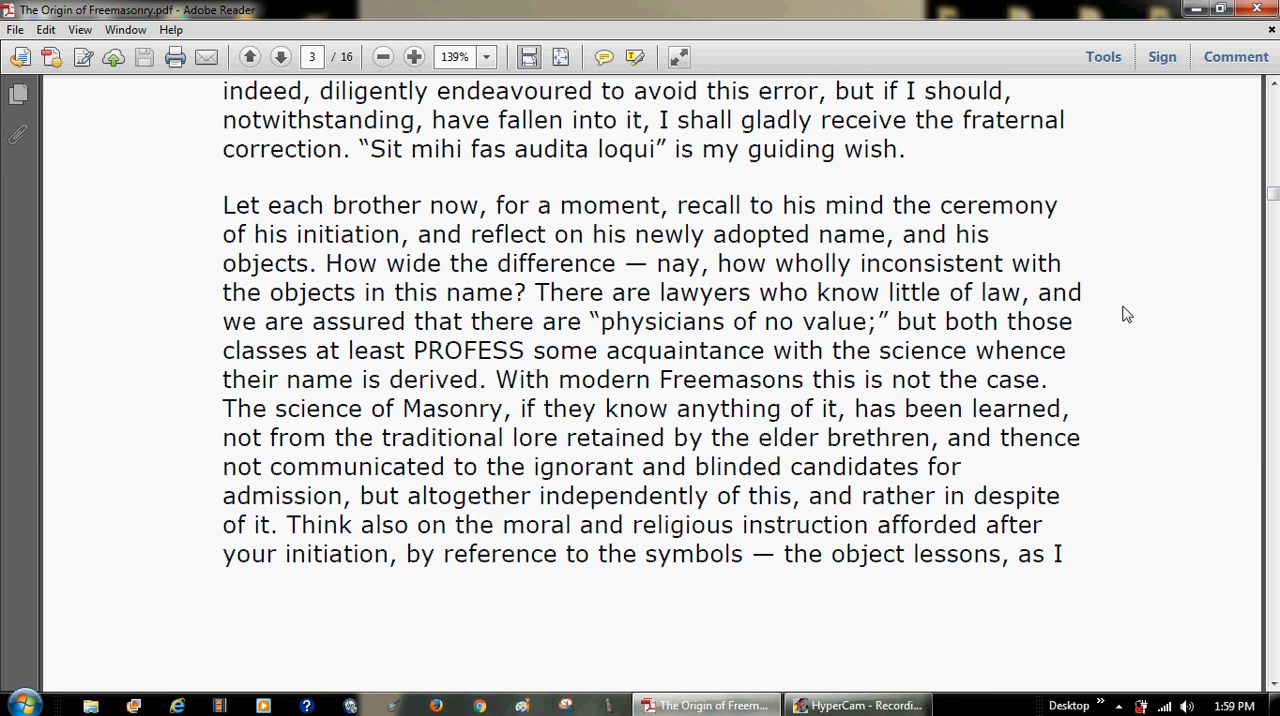 The Origin of Freemasonry.pdf - Adobe Reader
File Edit View Window Help
3 / 16 139% Tools Sign Comment
indeed, diligently endeavoured to avoid this error, but if I should,
notwithstanding, have fallen into it, I shall gladly receive the fraternal
correction. “Sit mihi fas audita loqui” is my guiding wish.
Let each brother now, for a moment, recall to his mind the ceremony
of his initiation, and reflect on his newly adopted name, and his
objects. How wide the difference — nay, how wholly inconsistent with
the objects in this name? There are lawyers who know little of law, and
we are assured that there are “physicians of no value;” but both those
classes at least PROFESS some acquaintance with the science whence
their name is derived. With modern Freemasons this is not the case.
The science of Masonry, if they know anything of it, has been learned,
not from the traditional lore retained by the elder brethren, and thence
not communicated to the ignorant and blinded candidates for
admission, but altogether independently of this, and rather in despite
of it. Think also on the moral and religious instruction afforded after
your initiation, by reference to the symbols — the object lessons, as I
The Origin of Freem... HyperCam - Recordi... Desktop » 1:59 PM